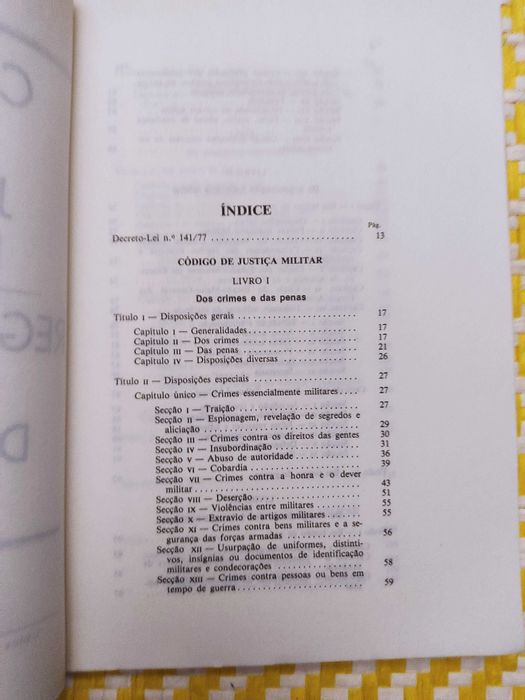 ÍNDICE
Pág.
Decreto-Lei n.º 141/77 ............................ 13
CÓDIGO DE JUSTIÇA MILITAR
LIVRO I
Dos crimes e das penas
Título I — Disposições gerais ........................ 17
Capítulo I — Generalidades ...................... 17
Capítulo II — Dos crimes ........................ 17
Capítulo III — Das penas ........................ 21
Capítulo IV — Disposições diversas ................ 26
Título II — Disposições especiais ..................... 27
Capítulo único — Crimes essencialmente militares .... 27
Secção I — Traição ........................ 27
Secção II — Espionagem, revelação de segredos e
aliciação ................................ 29
Secção III — Crimes contra os direitos das gentes 30
Secção IV — Insubordinação .................. 31
Secção V — Abuso de autoridade .............. 36
Secção VI — Cobardia ...................... 39
Secção VII — Crimes contra a honra e o dever
militar .................................. 43
Secção VIII — Deserção ..................... 51
Secção IX — Violências entre militares .......... 55
Secção X — Extravio de artigos militares ........ 55
Secção XI — Crimes contra bens militares e a se-
gurança das forças armadas .................. 56
Secção XII — Usurpação de uniformes, distinti-
vos, insígnias ou documentos de identificação
militares e condecorações .................. 58
Secção XIII — Crimes contra pessoas ou bens em
tempo de guerra .......................... 59